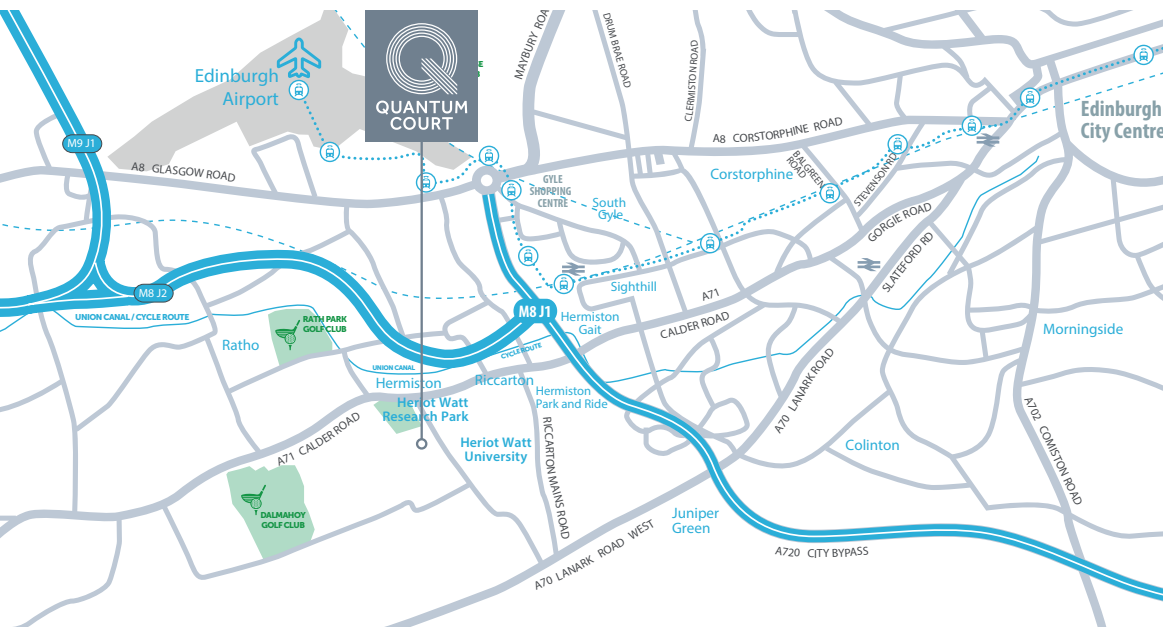 QUANTUM
COURT
Edinburgh
Airport
MAYBURY ROA
DRUM BRAE ROAD
CLERMISTON ROAD
A8 CORSTORPHINE ROAD
Edinburgh
City Centre
M9 J1
A8 GLASGOW ROAD
GYLE
SHOPPING
CENTRE
South
Gyle
Corstorphine
BALGREEN
ROAD
STEVENSON RD
GORGIE ROAD
SLATEFORD RD
M8 J2
UNION CANAL / CYCLE ROUTE
RATH PARK
GOLF CLUB
Ratho
M8 J1
Sighthill
Hermiston
Gait
A71
CALDER ROAD
Morningside
UNION CANAL
CYCLE ROUTE
Hermiston
Riccarton
Hermiston
Park and Ride
Heriot Watt
Research Park
Heriot Watt
University
A71 CALDER ROAD
RICCARTON MAINS ROAD
A70 LANARK ROAD
Colinton
A702 COMISTON ROAD
DALMAHOY
GOLF CLUB
Juniper
Green
A70 LANARK ROAD WEST
A720 CITY BYPASS